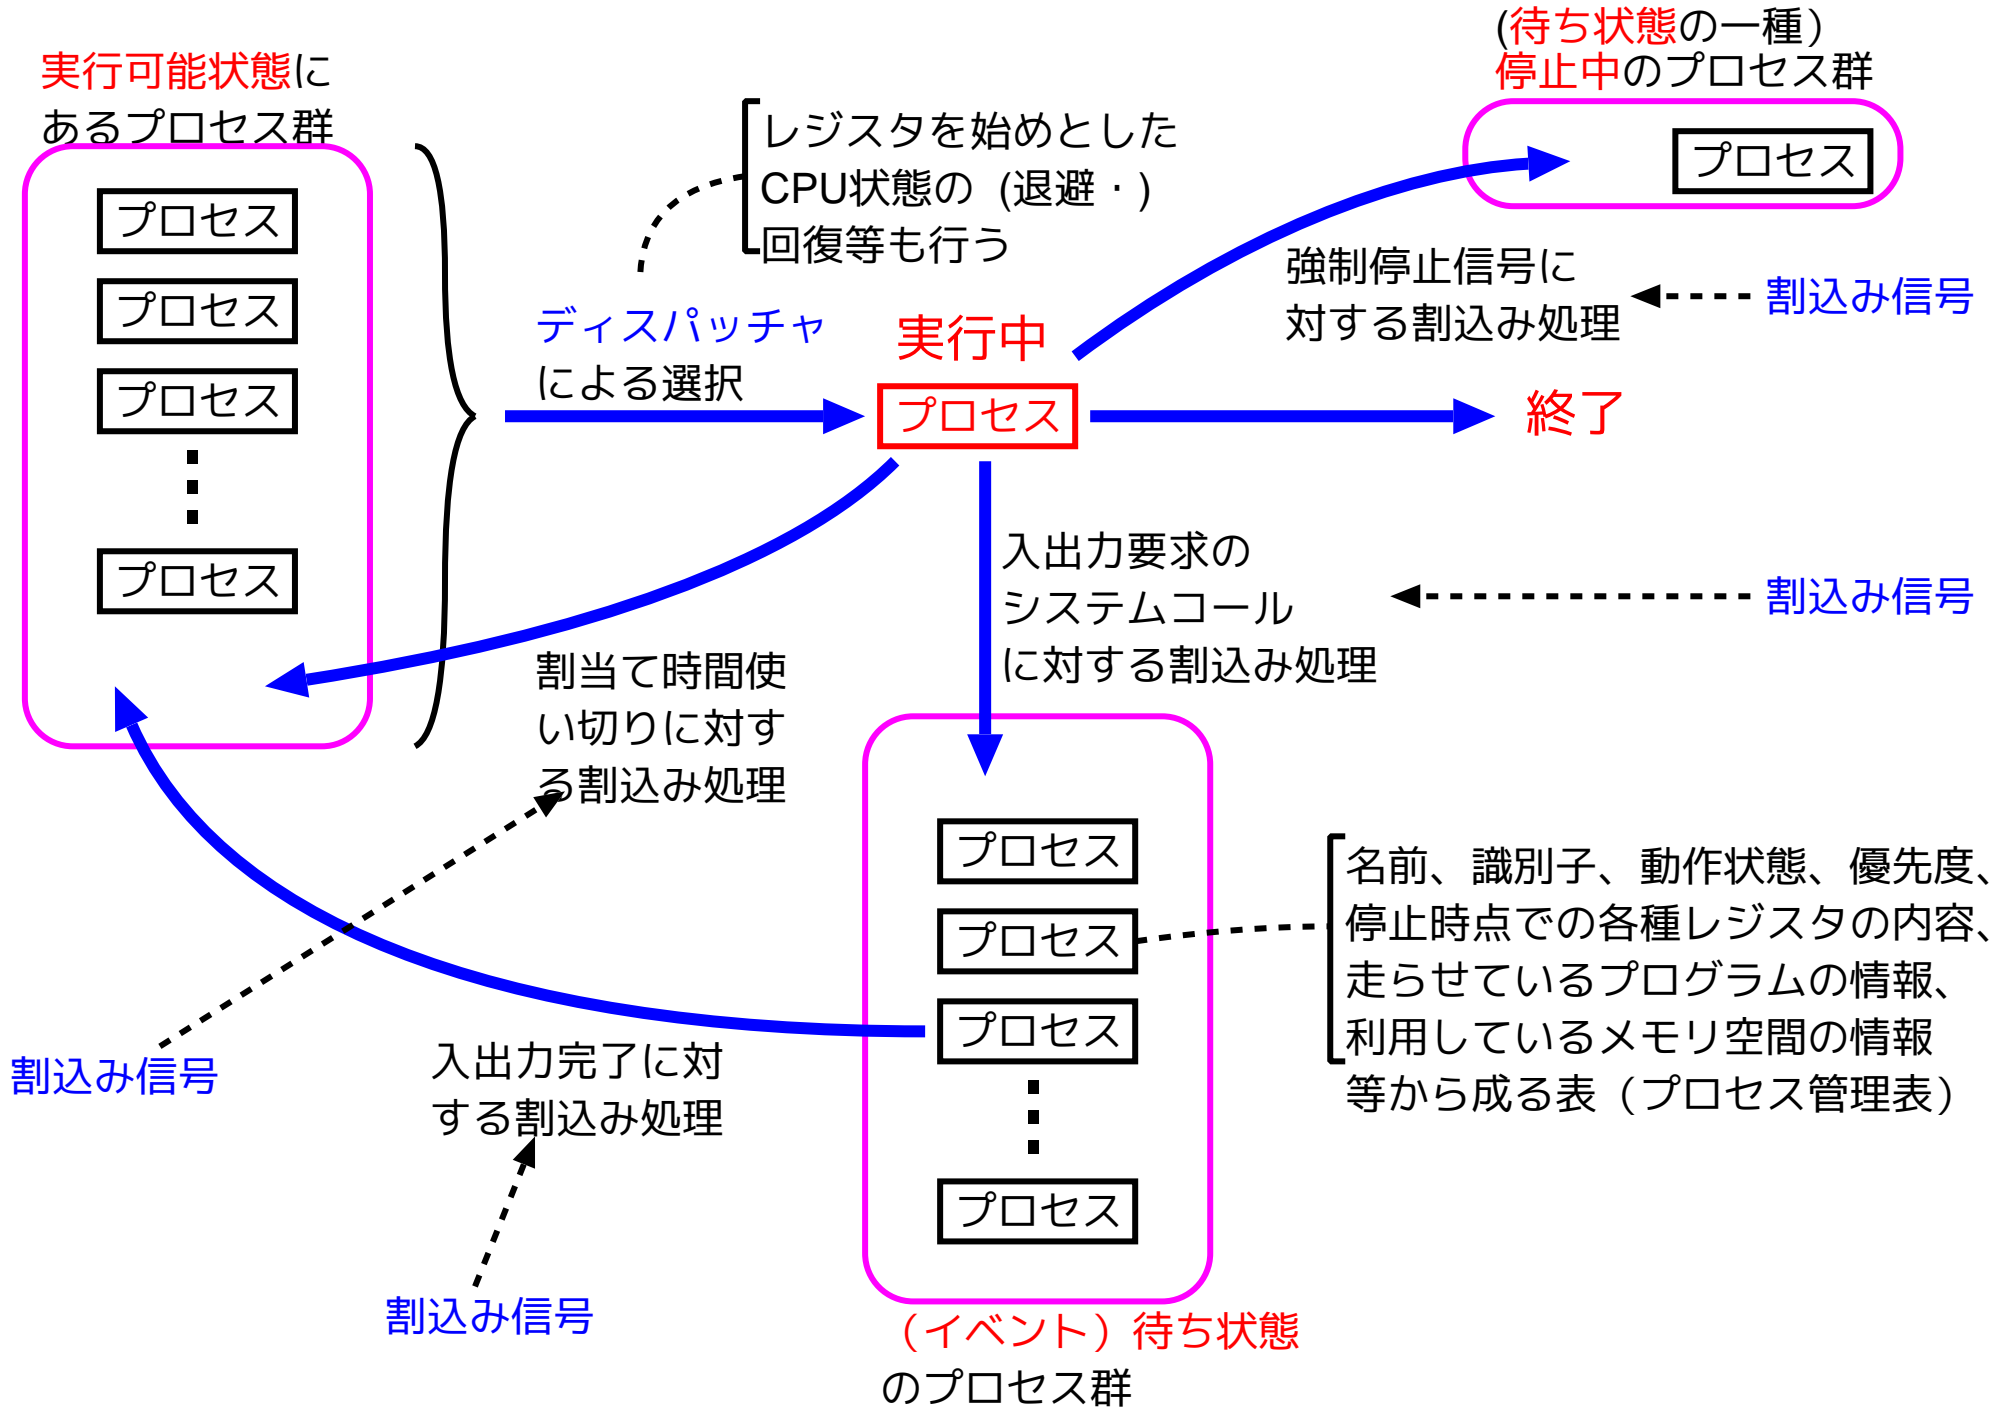 実行可能状態に
あるプロセス群
プロセス
プロセス
プロセス
プロセス
レジスタを始めとした
CPU状態の (退避・)
回復等も行う
ディスパッチャ
による選択
実行中
プロセス
(待ち状態の一種）
停止中のプロセス群
プロセス
強制停止信号に
対する割込み処理
割込み信号
終了
入出力要求の
システムコール
に対する割込み処理
割込み信号
割当て時間使
い切りに対す
る割込み処理
割込み信号
入出力完了に対
する割込み処理
割込み信号
プロセス
プロセス
プロセス
プロセス
（イベント）待ち状態
のプロセス群
名前、識別子、動作状態、優先度、
停止時点での各種レジスタの内容、
走らせているプログラムの情報、
利用しているメモリ空間の情報
等から成る表（プロセス管理表）